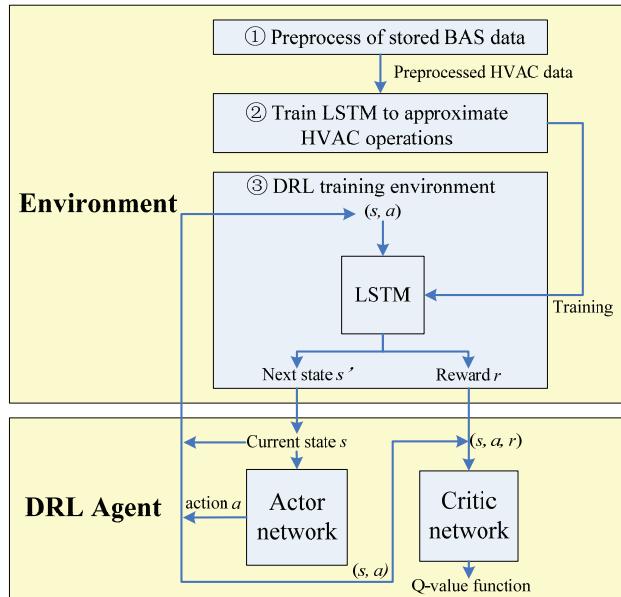 ① Preprocess of stored BAS data
Preprocessed HVAC data
② Train LSTM to approximate
HVAC operations
③ DRL training environment
Environment
(s, a)
LSTM
Training
Next state s’
Reward r
Current state s
(s, a, r)
action a
Actor
network
Critic
network
DRL Agent
(s, a)
Q-value function